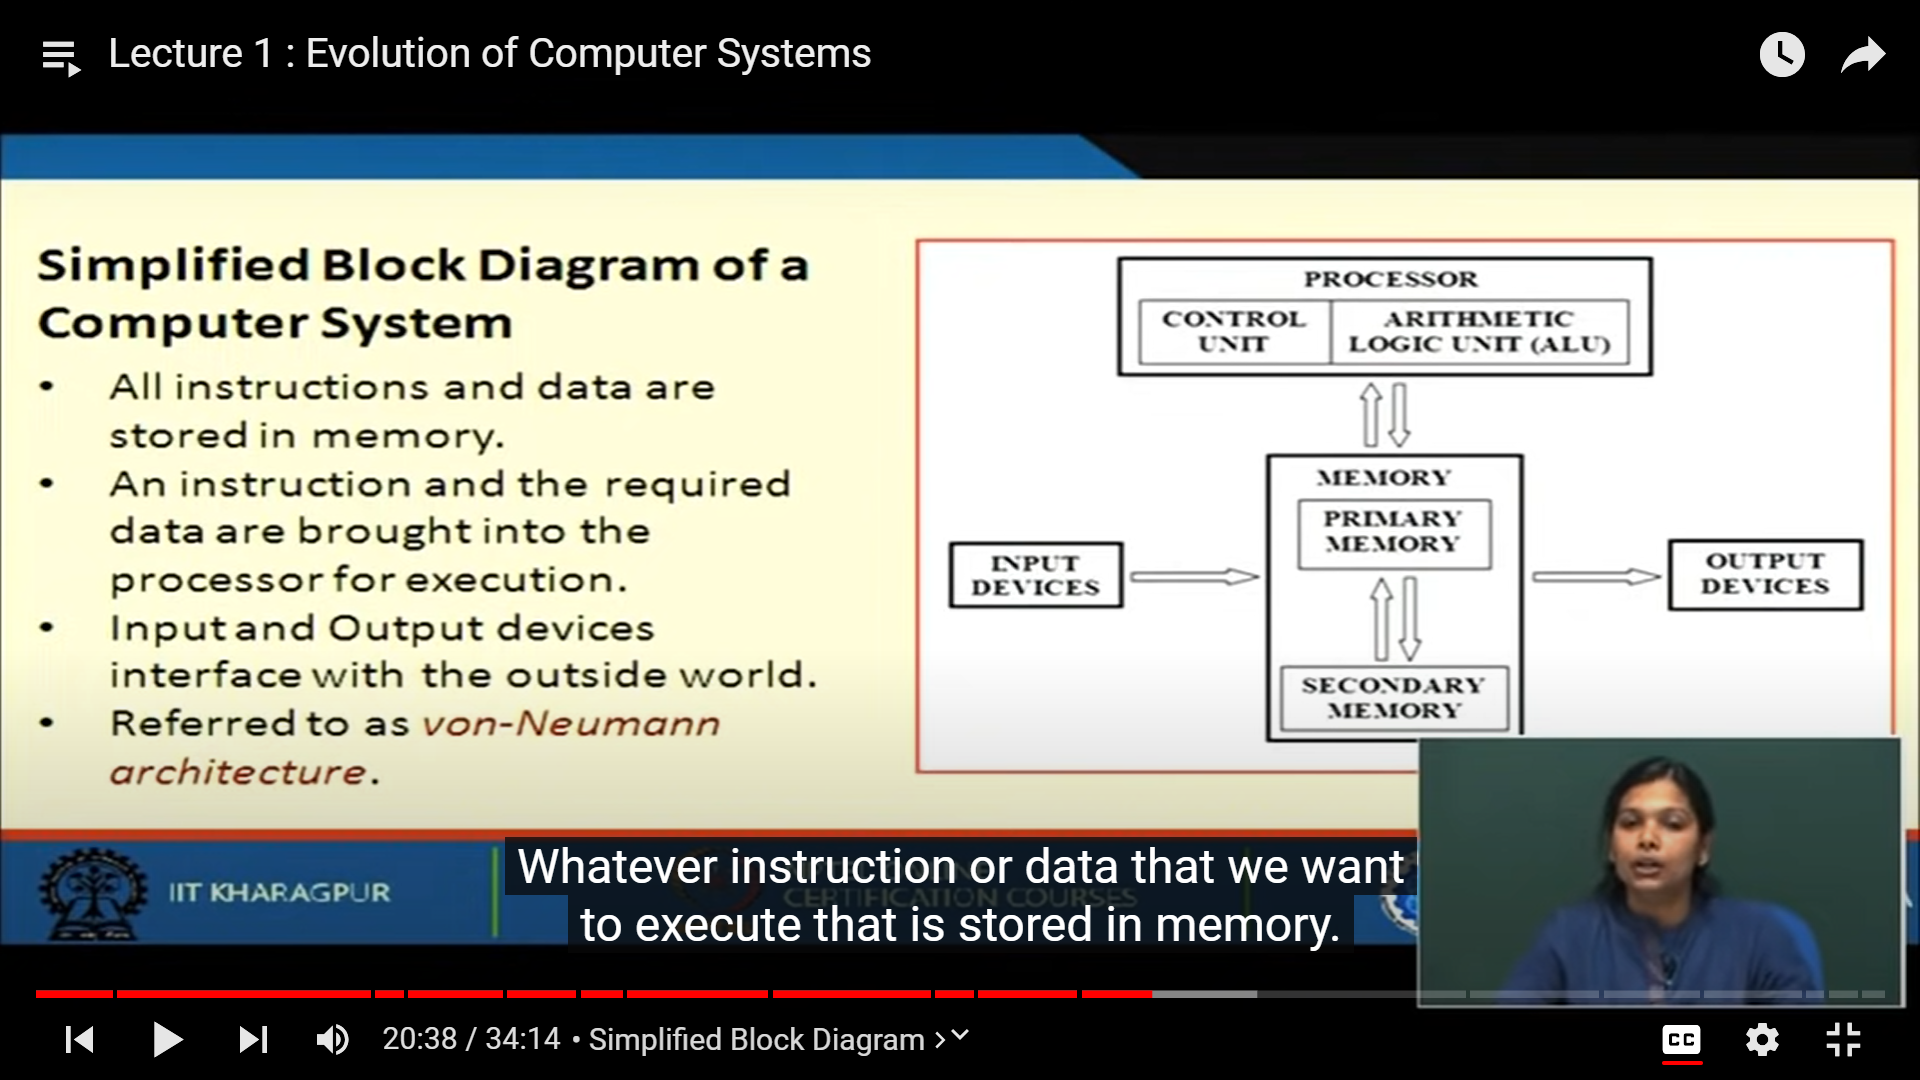 Lecture 1 : Evolution of Computer Systems
Simplified Block Diagram of a
Computer System
• All instructions and data are
stored in memory.
• An instruction and the required
data are brought into the
processor for execution.
• Input and Output devices
interface with the outside world.
• Referred to as von-Neumann
architecture.
PROCESSOR
CONTROL
UNIT
ARITHMETIC
LOGIC UNIT (ALU)
MEMORY
PRIMARY
MEMORY
INPUT
DEVICES
OUTPUT
DEVICES
SECONDARY
MEMORY
IIT KHARAGPUR
CERTIFICATION COURSES
Whatever instruction or data that we want
to execute that is stored in memory.
20:38 / 34:14 • Simplified Block Diagram
CC